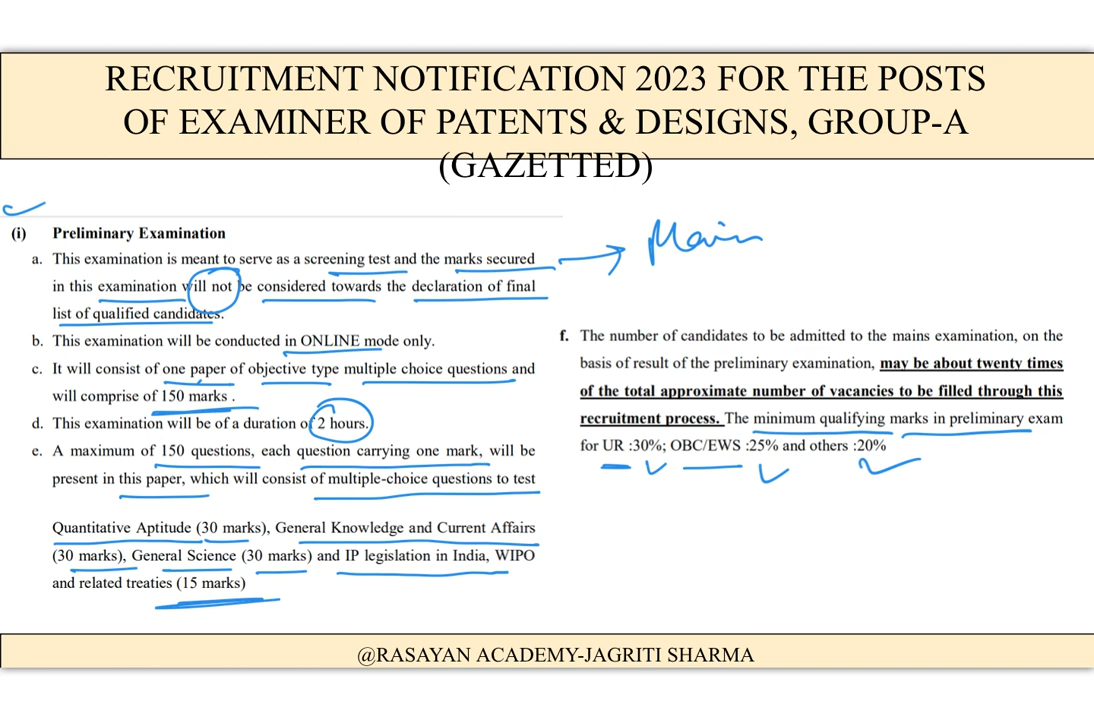 RECRUITMENT NOTIFICATION 2023 FOR THE POSTS
OF EXAMINER OF PATENTS & DESIGNS, GROUP-A
(GAZETTED)
(i) Preliminary Examination
a. This examination is meant to serve as a screening test and the marks secured
in this examination will not be considered towards the declaration of final
list of qualified candidates.
b. This examination will be conducted in ONLINE mode only.
c. It will consist of one paper of objective type multiple choice questions and
will comprise of 150 marks .
d. This examination will be of a duration of 2 hours.
e. A maximum of 150 questions, each question carrying one mark, will be
present in this paper, which will consist of multiple-choice questions to test
Quantitative Aptitude (30 marks), General Knowledge and Current Affairs
(30 marks), General Science (30 marks) and IP legislation in India, WIPO
and related treaties (15 marks)
Main
f. The number of candidates to be admitted to the mains examination, on the
basis of result of the preliminary examination, may be about twenty times
of the total approximate number of vacancies to be filled through this
recruitment process. The minimum qualifying marks in preliminary exam
for UR :30%; OBC/EWS :25% and others :20%
@RASAYAN ACADEMY-JAGRITI SHARMA